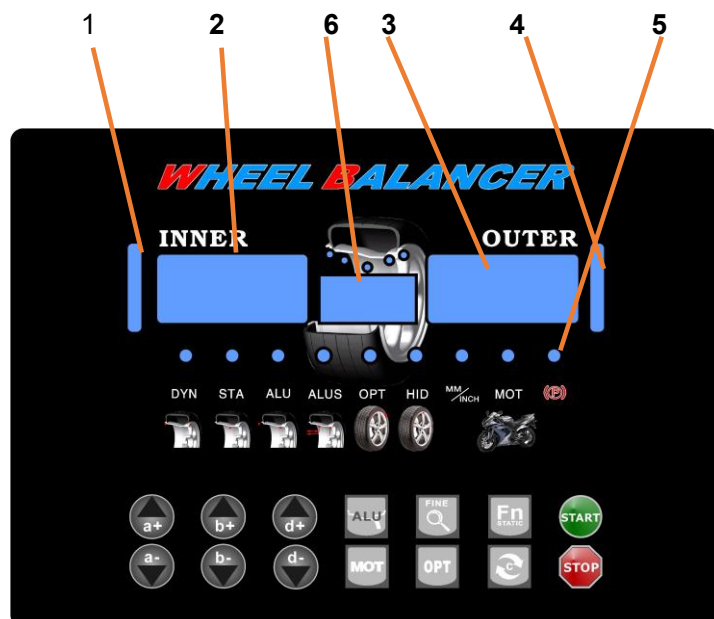 1 2 6 3 4 5
WHEEL BALANCER
INNER OUTER
DYN STA ALU ALUS OPT HID MM/INCH MOT (P)
a+ b+ d+ ALU FINE Fn STATIC START
a- b- d- MOT OPT C STOP